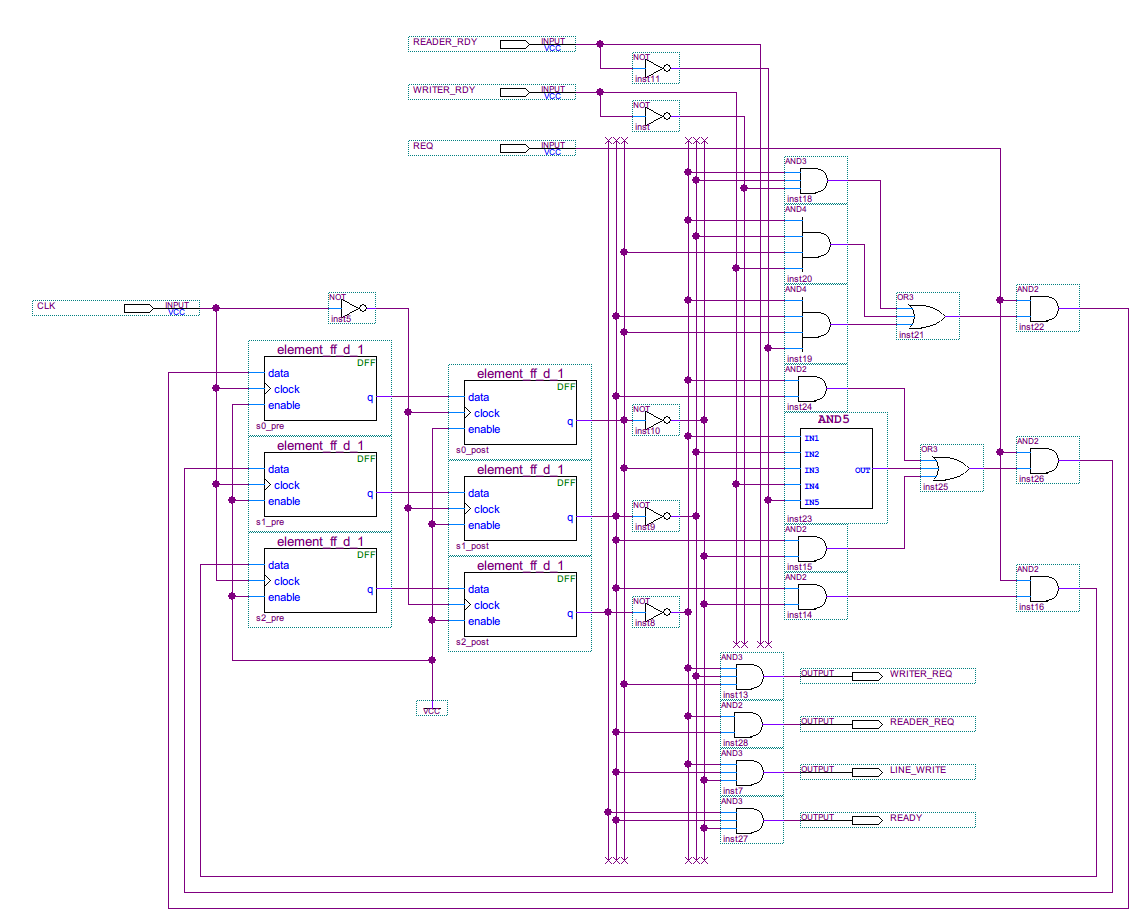 READER_RDY
INPUT
VCC
NOT
inst11
WRITER_RDY
INPUT
VCC
NOT
inst
REQ
INPUT
VCC
AND3
inst18
AND4
inst20
CLK
INPUT
VCC
NOT
inst5
AND4
inst19
OR3
inst21
AND2
inst22
element_ff_d_1
DFF
data
clock
enable
q
s0_pre
element_ff_d_1
DFF
data
clock
enable
q
s0_post
NOT
inst10
AND2
inst24
AND5
IN1
IN2
IN3
IN4
IN5
OUT
inst23
OR3
inst25
AND2
inst26
element_ff_d_1
DFF
data
clock
enable
q
s1_pre
element_ff_d_1
DFF
data
clock
enable
q
s1_post
NOT
inst9
AND2
inst15
element_ff_d_1
DFF
data
clock
enable
q
s2_pre
element_ff_d_1
DFF
data
clock
enable
q
s2_post
NOT
inst8
AND2
inst14
AND2
inst16
VCC
AND3
inst13
OUTPUT
WRITER_REQ
AND2
inst28
OUTPUT
READER_REQ
AND3
inst7
OUTPUT
LINE_WRITE
AND3
inst27
OUTPUT
READY